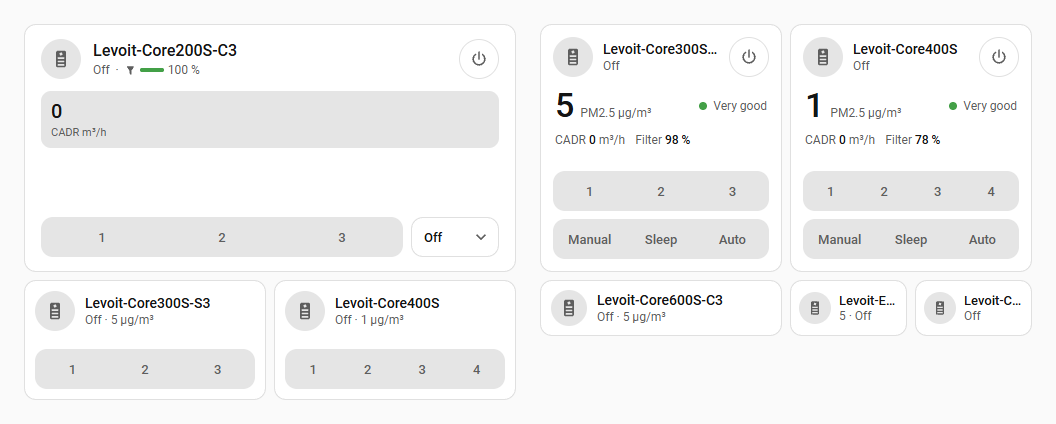 Levoit-Core200S-C3
Off · 100 %
0
CADR m³/h
1 2 3
Off
Levoit-Core300S-S3
Off · 5 µg/m³
1 2 3
Levoit-Core400S
Off · 1 µg/m³
1 2 3 4
Levoit-Core300S...
Off
5 PM2.5 µg/m³ Very good
CADR 0 m³/h Filter 98 %
1 2 3
Manual Sleep Auto
Levoit-Core400S
Off
1 PM2.5 µg/m³ Very good
CADR 0 m³/h Filter 78 %
1 2 3 4
Manual Sleep Auto
Levoit-Core600S-C3
Off · 5 µg/m³
Levoit-E...
5 · Off
Levoit-C...
Off